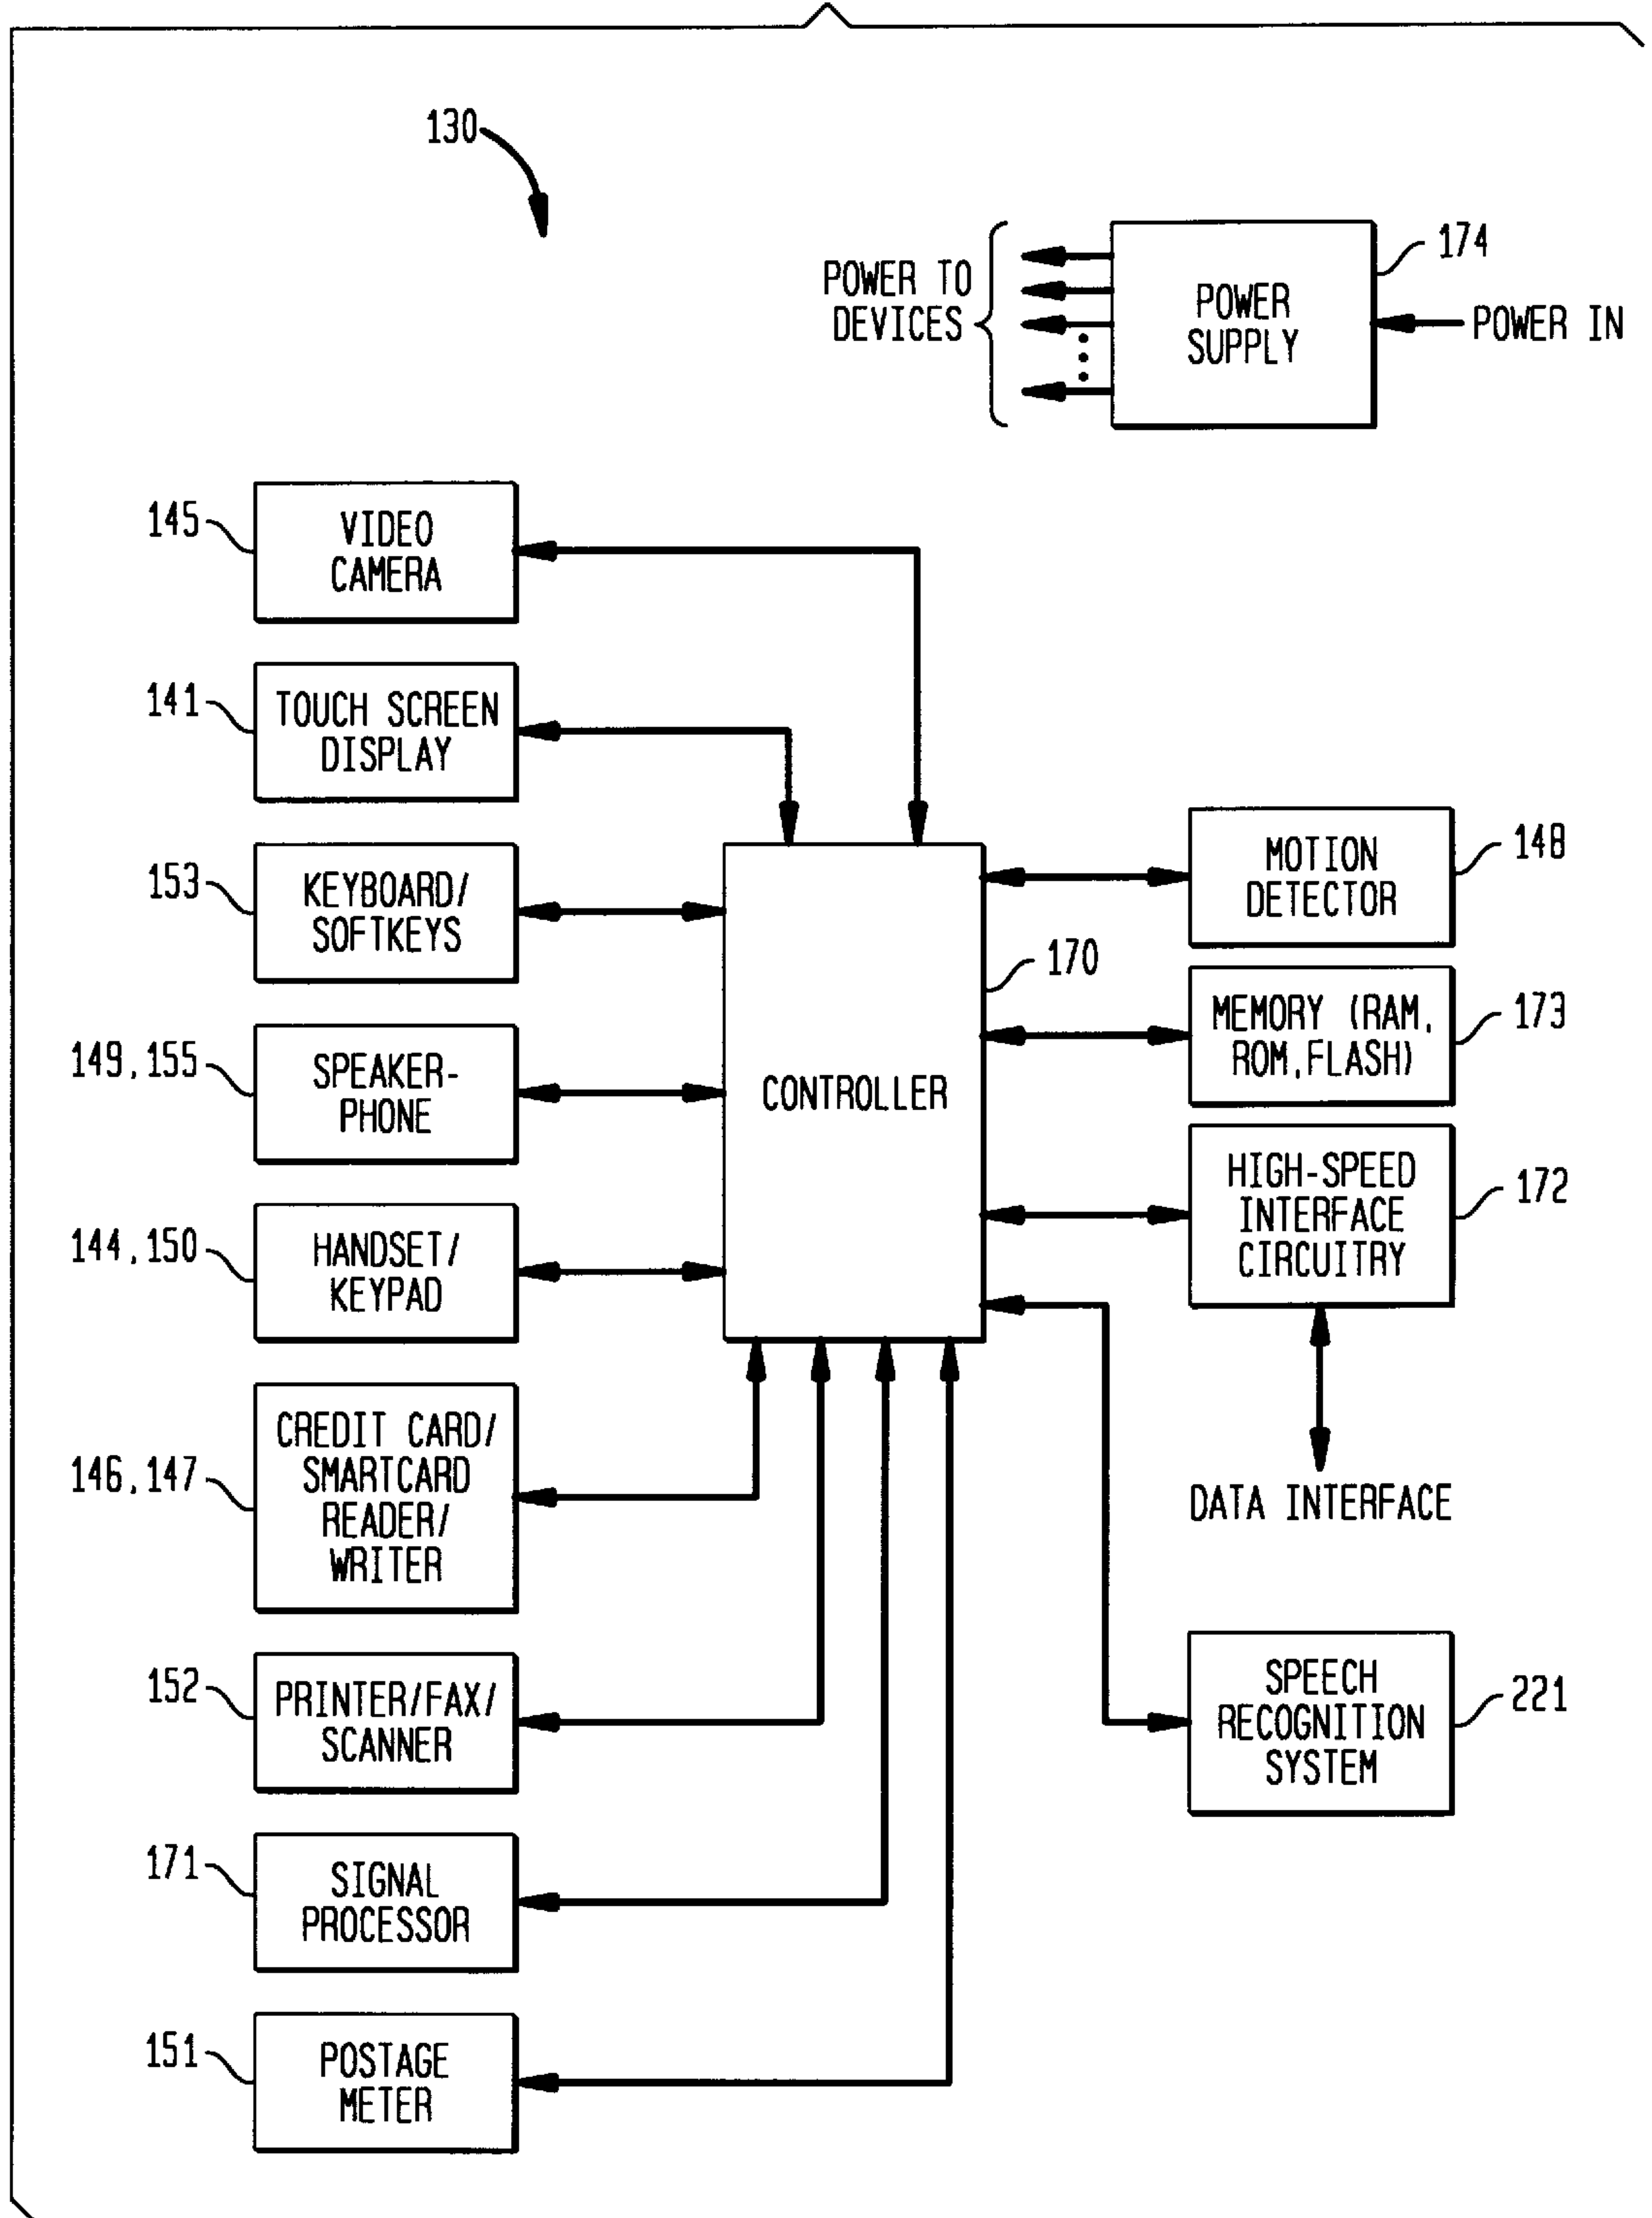 130
174
POWER TO
DEVICES
POWER
SUPPLY
POWER IN
145
VIDEO
CAMERA
141
TOUCH SCREEN
DISPLAY
153
KEYBOARD/
SOFTKEYS
149,155
SPEAKER-
PHONE
144,150
HANDSET/
KEYPAD
146,147
CREDIT CARD/
SMARTCARD
READER/
WRITER
152
PRINTER/FAX/
SCANNER
171
SIGNAL
PROCESSOR
151
POSTAGE
METER
CONTROLLER
170
MOTION
DETECTOR
148
MEMORY (RAM,
ROM,FLASH)
173
HIGH-SPEED
INTERFACE
CIRCUITRY
172
DATA INTERFACE
SPEECH
RECOGNITION
SYSTEM
221